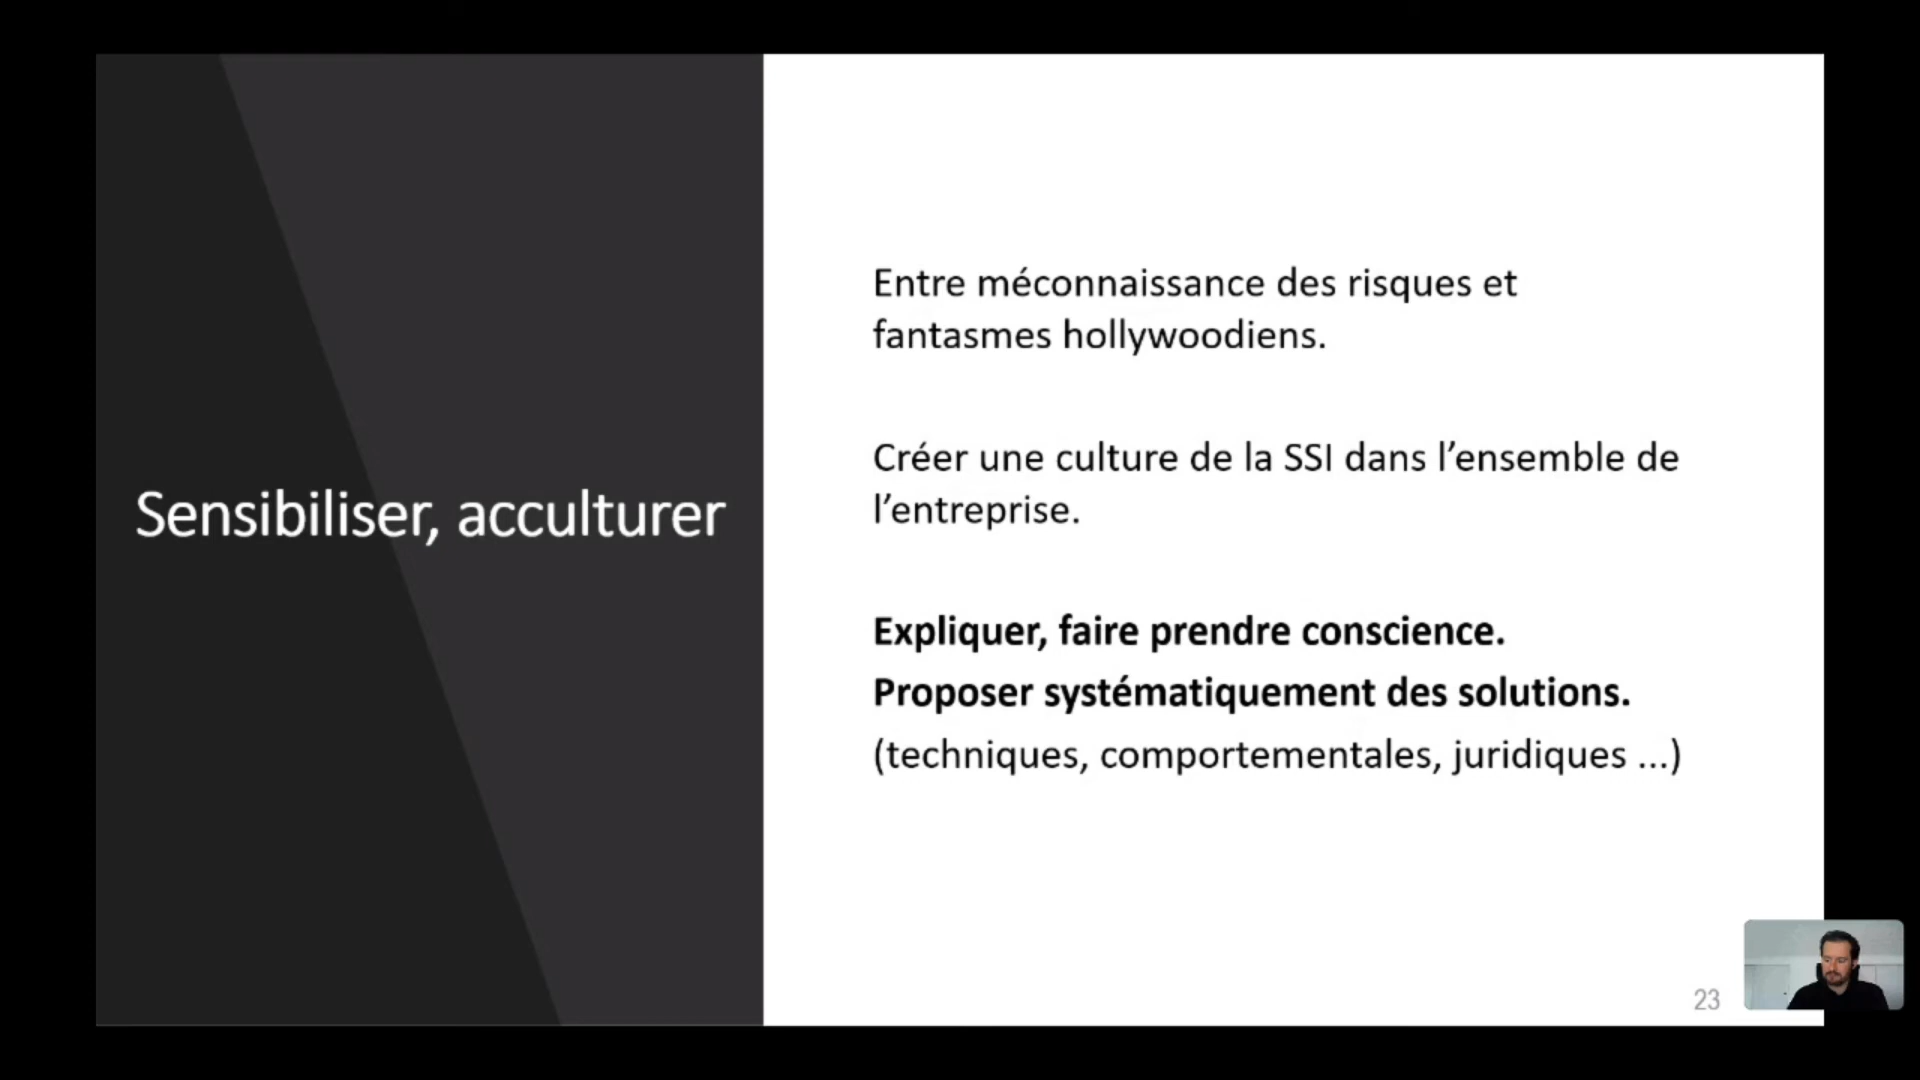 Sensibiliser, acculturer
Entre méconnaissance des risques et
fantasmes hollywoodiens.
Créer une culture de la SSI dans l’ensemble de
l’entreprise.
Expliquer, faire prendre conscience.
Proposer systématiquement des solutions.
(techniques, comportementales, juridiques ...)
23